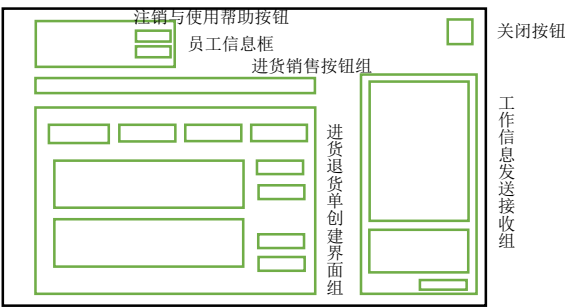 注销与使用帮助按钮
关闭按钮
员工信息框
进货销售按钮组
工作信息发送接收组
进货退货单创建界面组